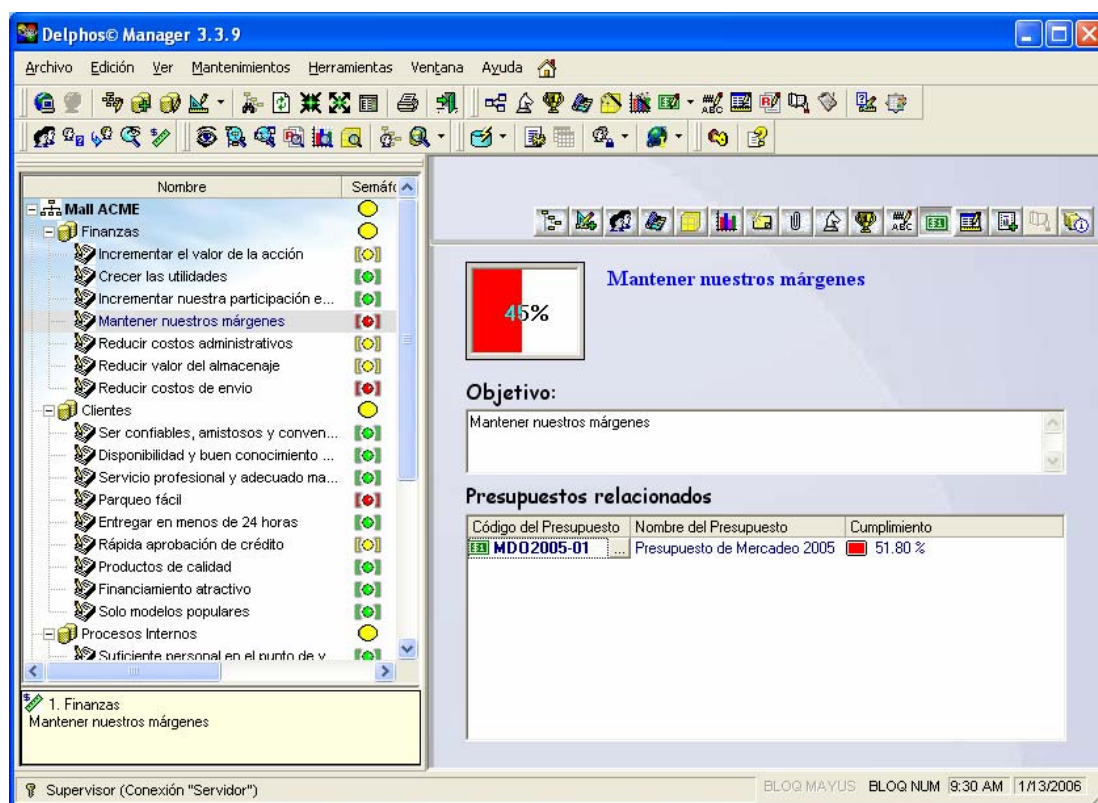 Delphos© Manager 3.3.9
Archivo Edición Ver Mantenimientos Herramientas Ventana Ayuda
Nombre Semáfo
Mall ACME
Finanzas
Incrementar el valor de la acción
Crecer las utilidades
Incrementar nuestra participación e...
Mantener nuestros márgenes
Reducir costos administrativos
Reducir valor del almacenaje
Reducir costos de envio
Clientes
Ser confiables, amistosos y conven...
Disponibilidad y buen conocimiento ...
Servicio profesional y adecuado ma...
Parqueo fácil
Entregar en menos de 24 horas
Rápida aprobación de crédito
Productos de calidad
Financiamiento atractivo
Solo modelos populares
Procesos Internos
Suficiente personal en el punto de v
1. Finanzas
Mantener nuestros márgenes
Mantener nuestros márgenes
45%
Objetivo:
Mantener nuestros márgenes
Presupuestos relacionados
Código del Presupuesto Nombre del Presupuesto Cumplimiento
MDO2005-01 ... Presupuesto de Mercadeo 2005 51.80 %
Supervisor (Conexión "Servidor") BLOQ MAYUS BLOQ NUM 9:30 AM 1/13/2006